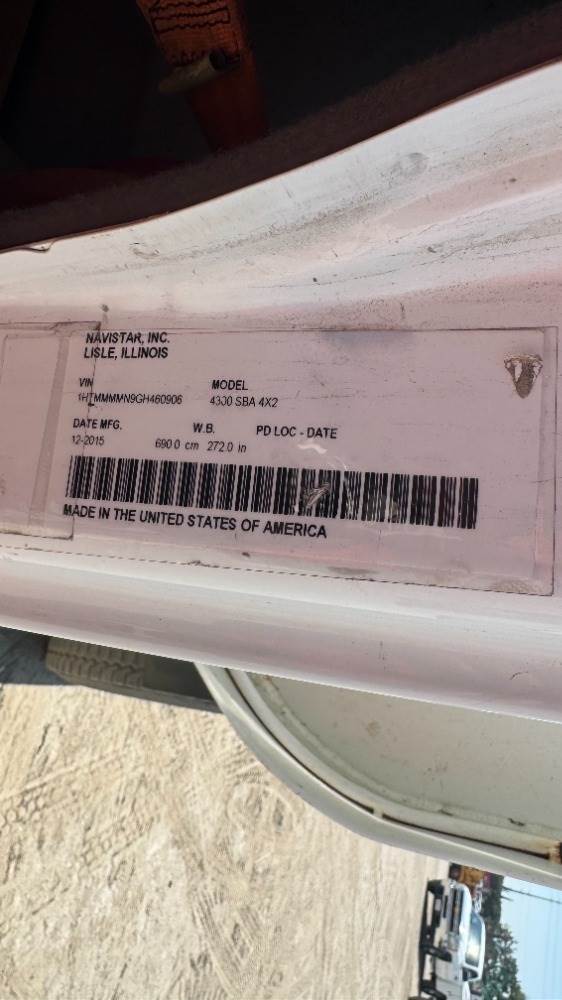 NAVISTAR, INC.
LISLE, ILLINOIS
VIN MODEL
1HTMMMMN9GH460906 4300 SBA 4X2
DATE MFG. W.B. PD LOC - DATE
12-2015 690.0 cm 272.0 in
MADE IN THE UNITED STATES OF AMERICA